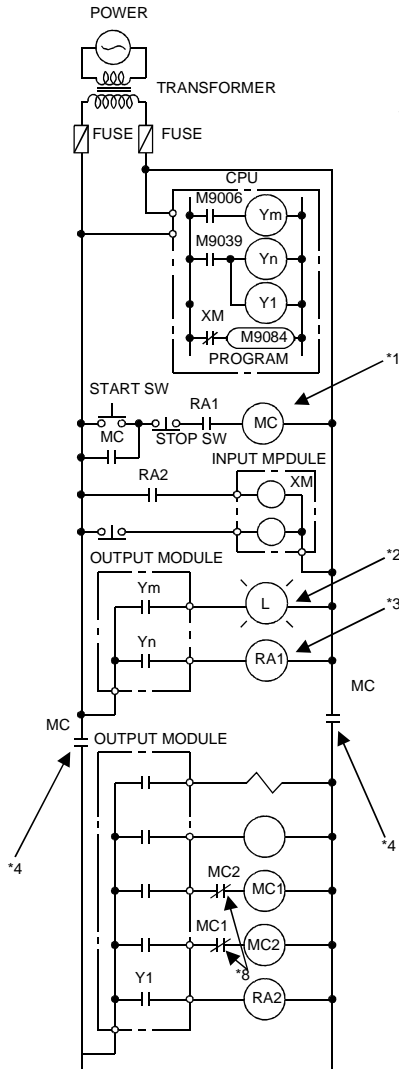 POWER
TRANSFORMER
FUSE
FUSE
CPU
M9006
Ym
M9039
Yn
Y1
XM
M9084
PROGRAM
*1
START SW
RA1
MC
MC
STOP SW
INPUT MPDULE
RA2
XM
OUTPUT MODULE
*2
Ym
L
*3
Yn
RA1
MC
MC
OUTPUT MODULE
*4
*4
MC2
MC1
MC1
MC2
*8
Y1
RA2